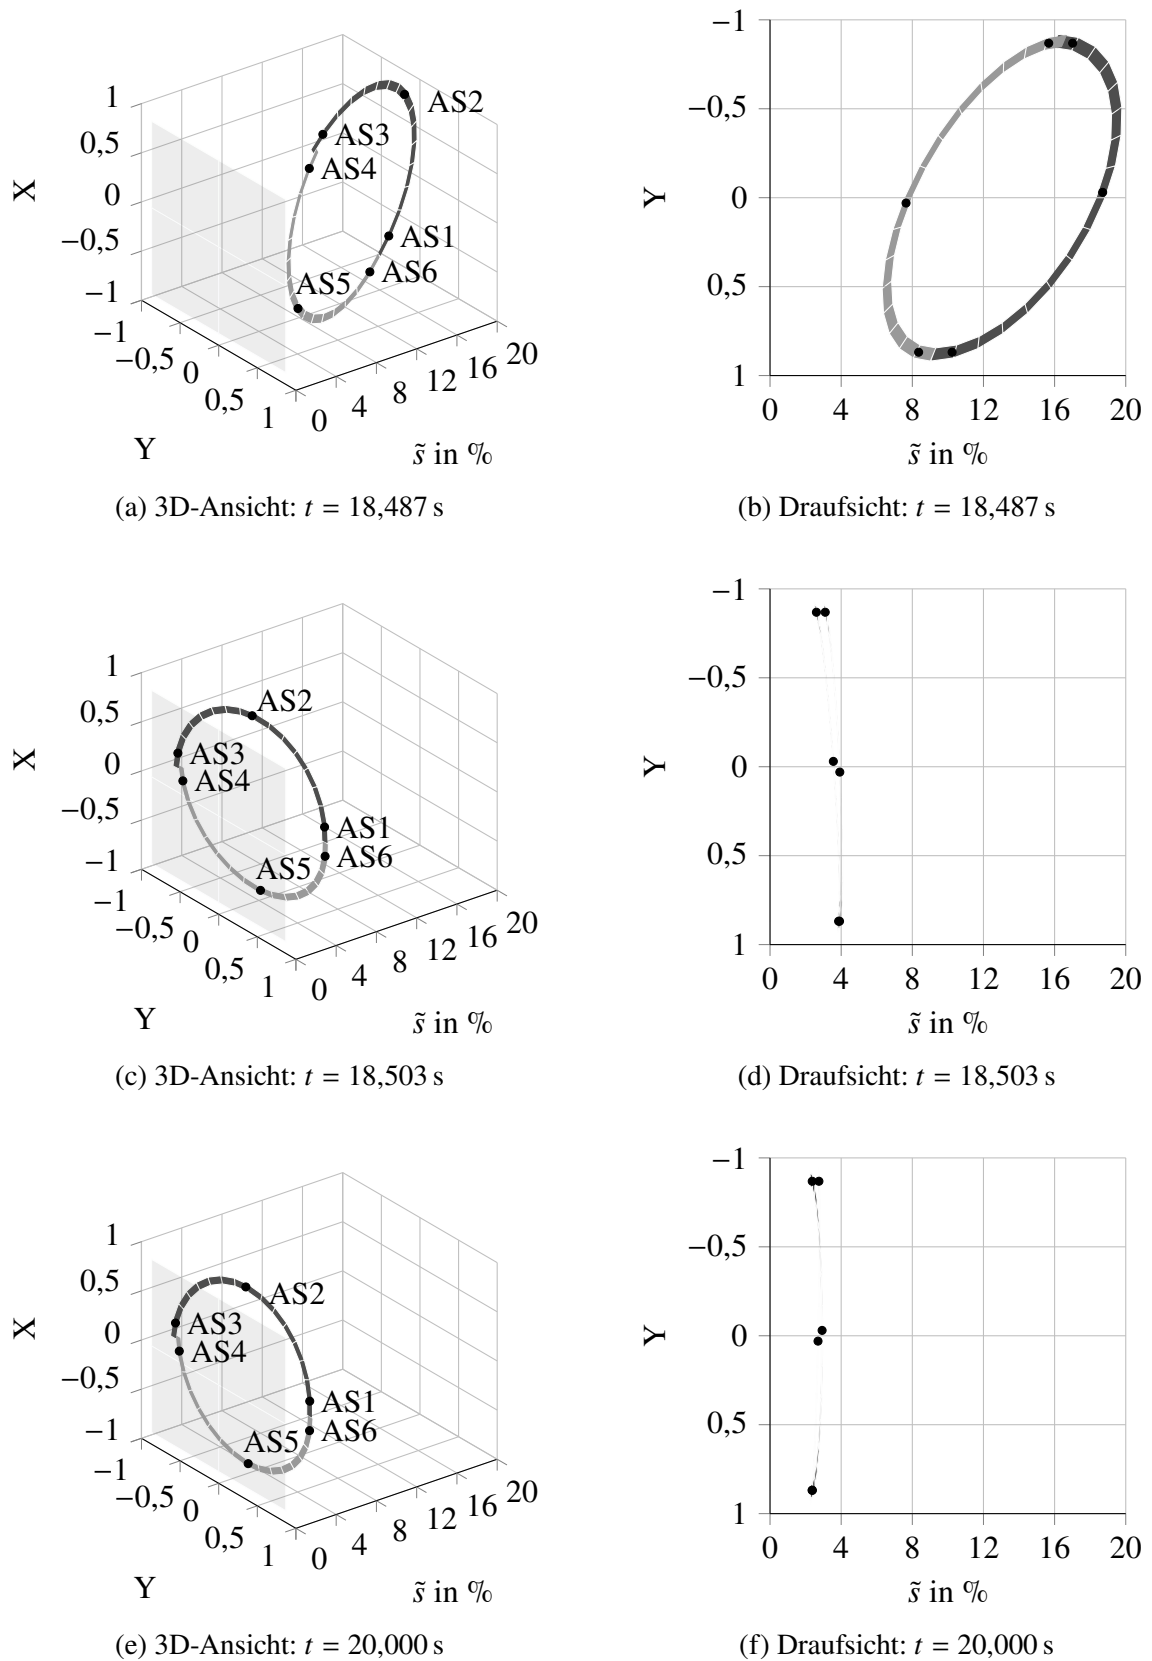 1
0,5
0
−0,5
−1
X
AS2
AS3
AS4
AS1
AS6
AS5
−1
−0,5
0
0,5
1
Y
0
4
8
12
16
20
s̃ in %
(a) 3D-Ansicht: t = 18,487 s
−1
−0,5
0
0,5
1
Y
0 4 8 12 16 20
s̃ in %
(b) Draufsicht: t = 18,487 s
1
0,5
0
−0,5
−1
X
AS2
AS3
AS4
AS1
AS6
AS5
−1
−0,5
0
0,5
1
Y
0
4
8
12
16
20
s̃ in %
(c) 3D-Ansicht: t = 18,503 s
−1
−0,5
0
0,5
1
Y
0 4 8 12 16 20
s̃ in %
(d) Draufsicht: t = 18,503 s
1
0,5
0
−0,5
−1
X
AS2
AS3
AS4
AS1
AS6
AS5
−1
−0,5
0
0,5
1
Y
0
4
8
12
16
20
s̃ in %
(e) 3D-Ansicht: t = 20,000 s
−1
−0,5
0
0,5
1
Y
0 4 8 12 16 20
s̃ in %
(f) Draufsicht: t = 20,000 s